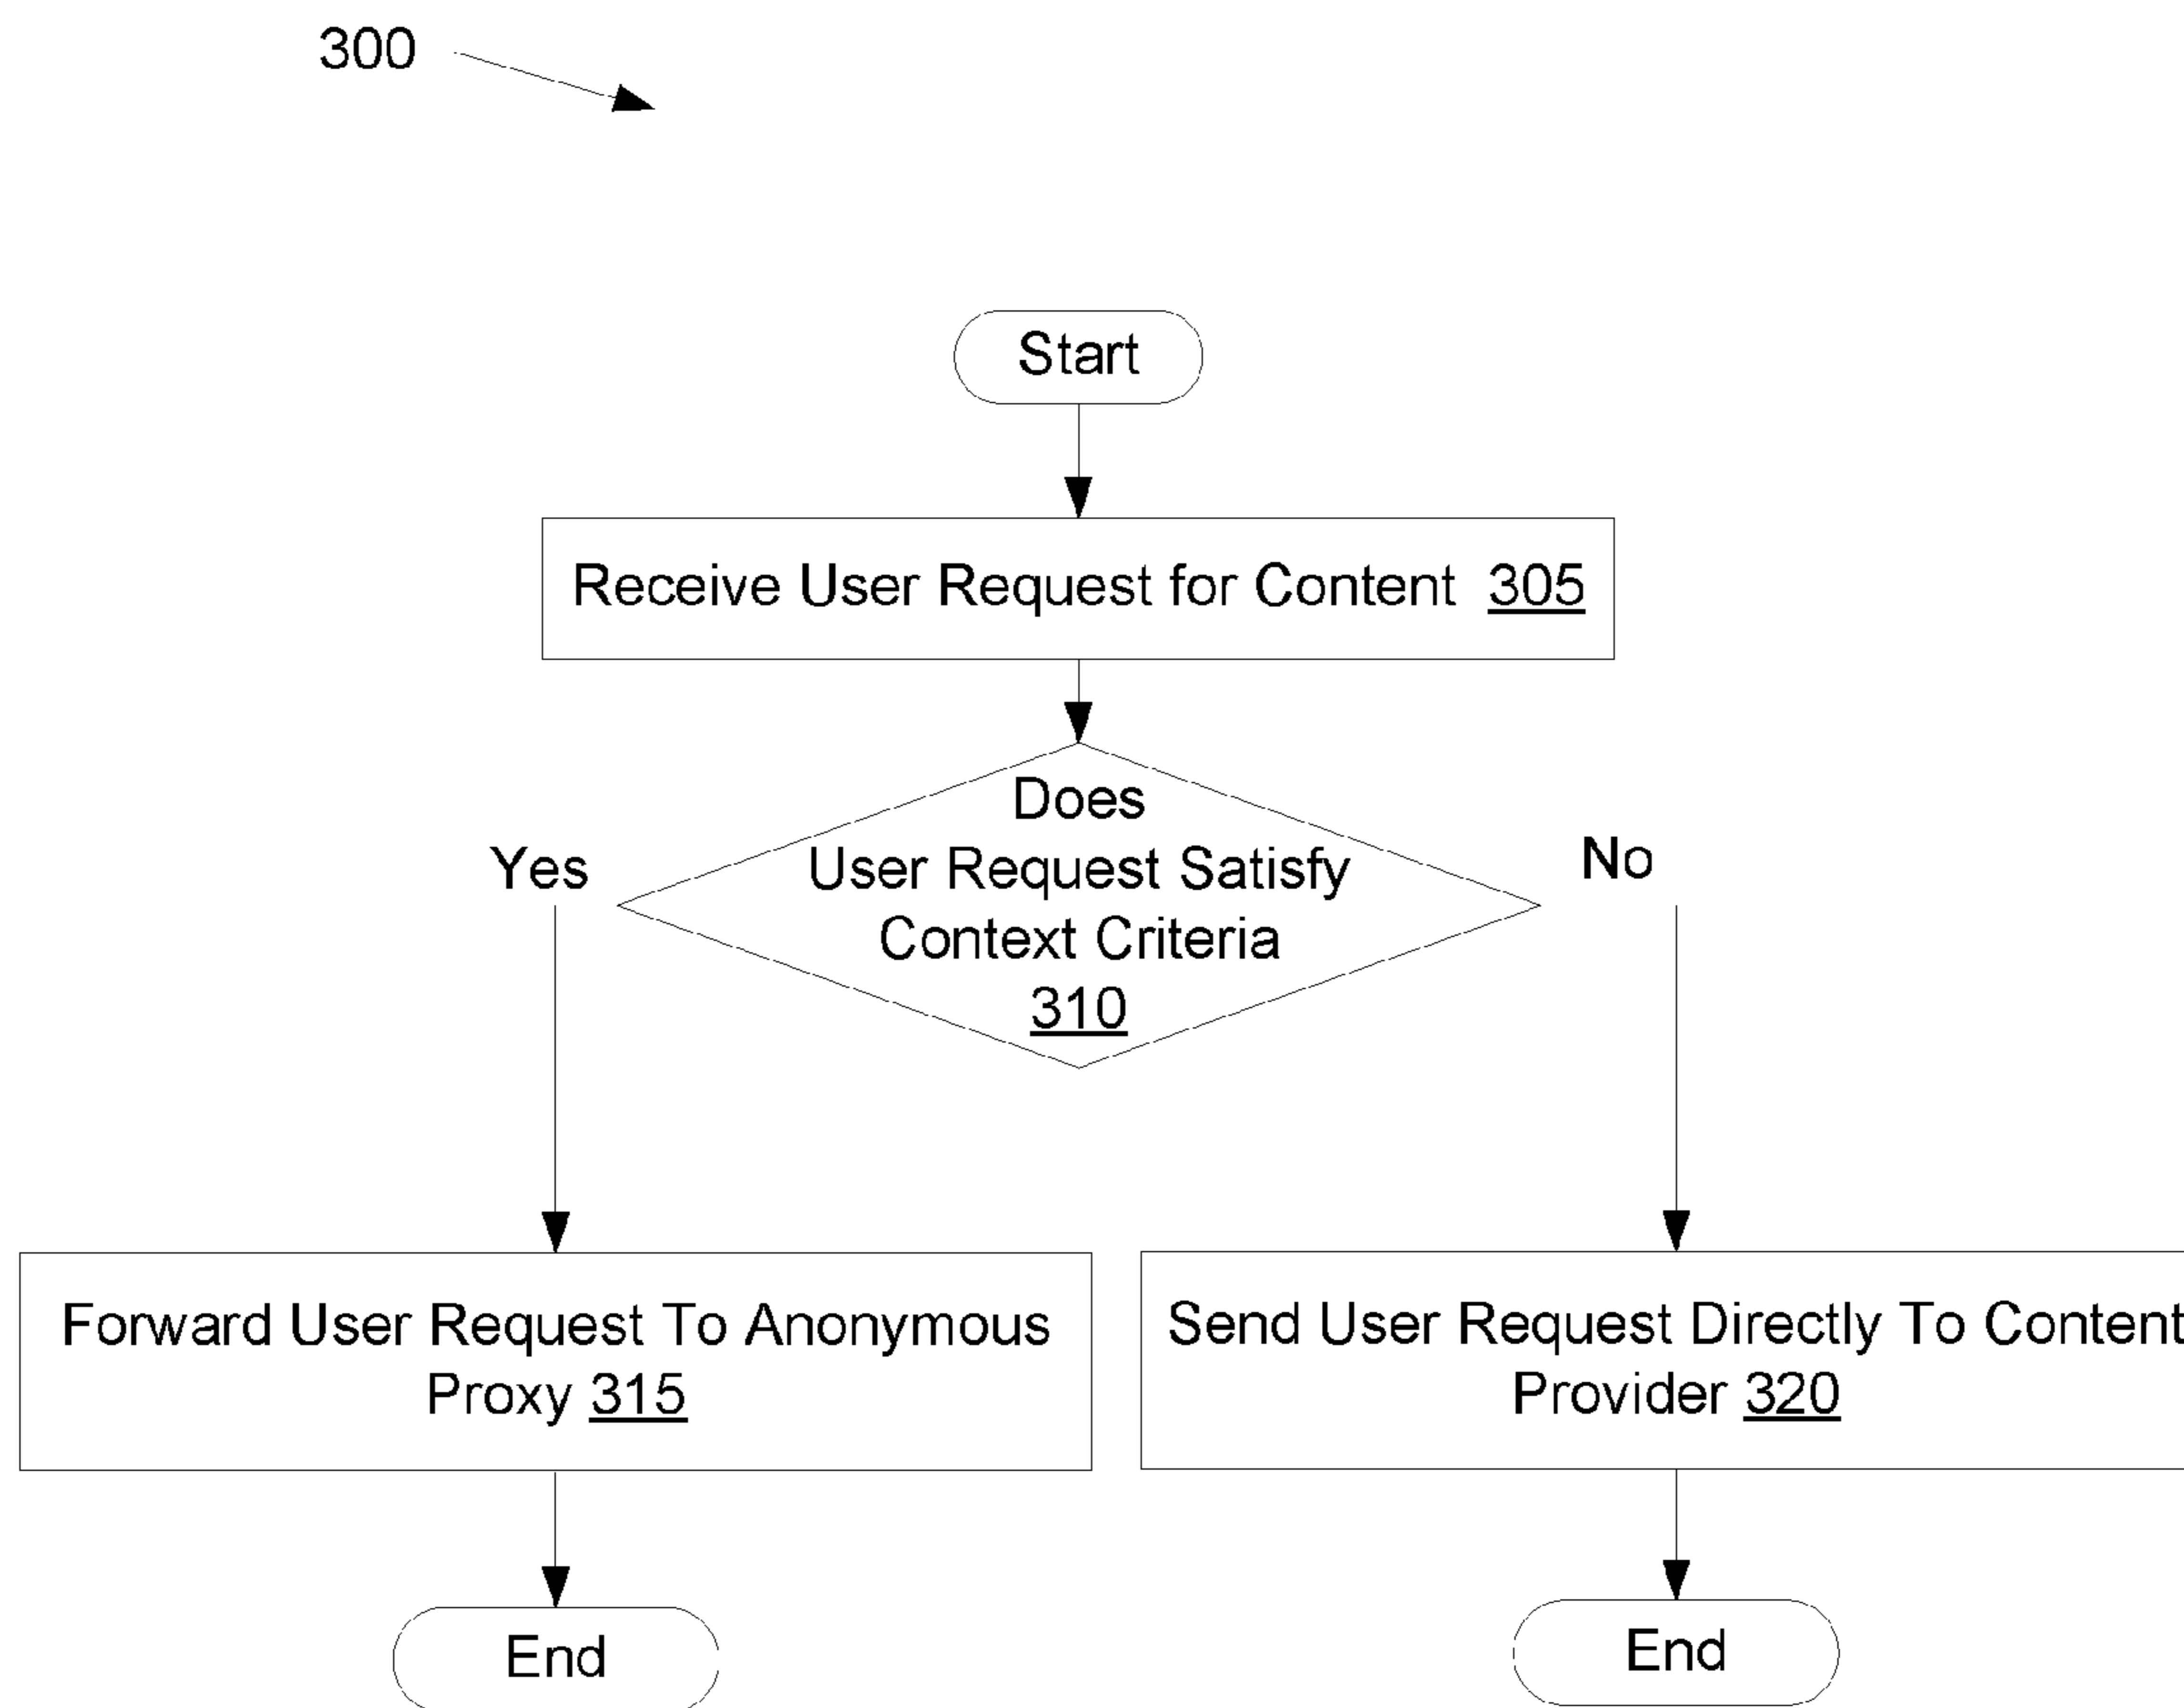 300
Start
Receive User Request for Content 305
Does
User Request Satisfy
Context Criteria
310
Yes
No
Forward User Request To Anonymous
Proxy 315
Send User Request Directly To Content
Provider 320
End
End